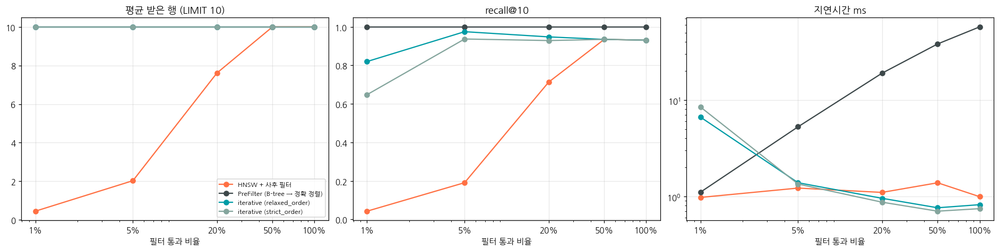 평균 받은 행 (LIMIT 10)
10
8
6
4
2
0
1%
5%
20%
50%
100%
필터 통과 비율
HNSW + 사후 필터
PreFilter (B-tree → 정확 정렬)
iterative (relaxed_order)
iterative (strict_order)
recall@10
1.0
0.8
0.6
0.4
0.2
0.0
1%
5%
20%
50%
100%
필터 통과 비율
지연시간 ms
10¹
10⁰
1%
5%
20%
50%
100%
필터 통과 비율